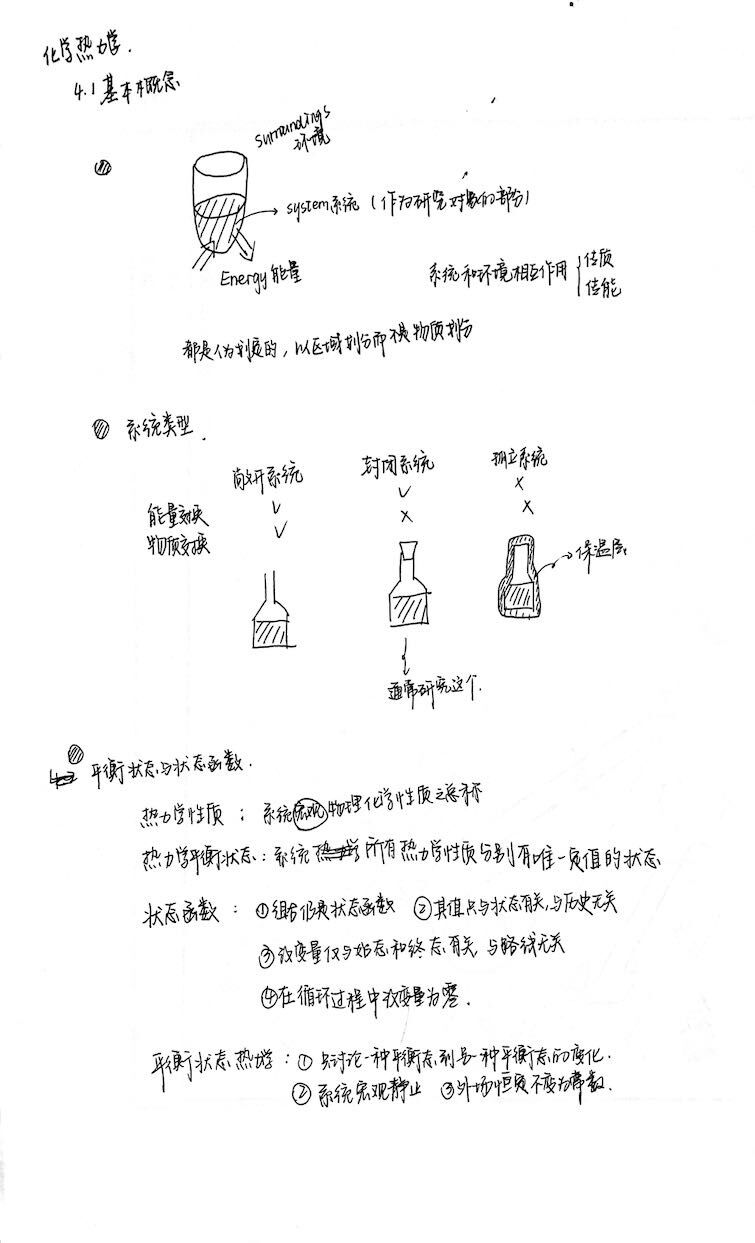 化学热力学.
4.1 基本概念
surroundings
环境
system系统（作为研究对象的部分）
Energy 能量
系统和环境相互作用 { 传质
传能
都是人为划定的，以区域划分而不是物质划分
系统类型.
敞开系统 封闭系统 孤立系统
能量交换 ✓ ✓ ×
物质交换 ✓ × ×
保温层
通常研究这个.
平衡状态与状态函数.
热力学性质： 系统宏观物理化学性质之总称
热力学平衡状态：系统所有热力学性质分别有唯一负值的状态
状态函数： ①组合仍是状态函数 ②其值只与状态有关,与历史无关
③改变量仅与始态和终态有关,与路线无关
④在循环过程中改变量为零.
平衡状态热力学：① 只讨论一种平衡态到另一种平衡态的变化.
② 系统宏观静止 ③外场恒定不变为常数.